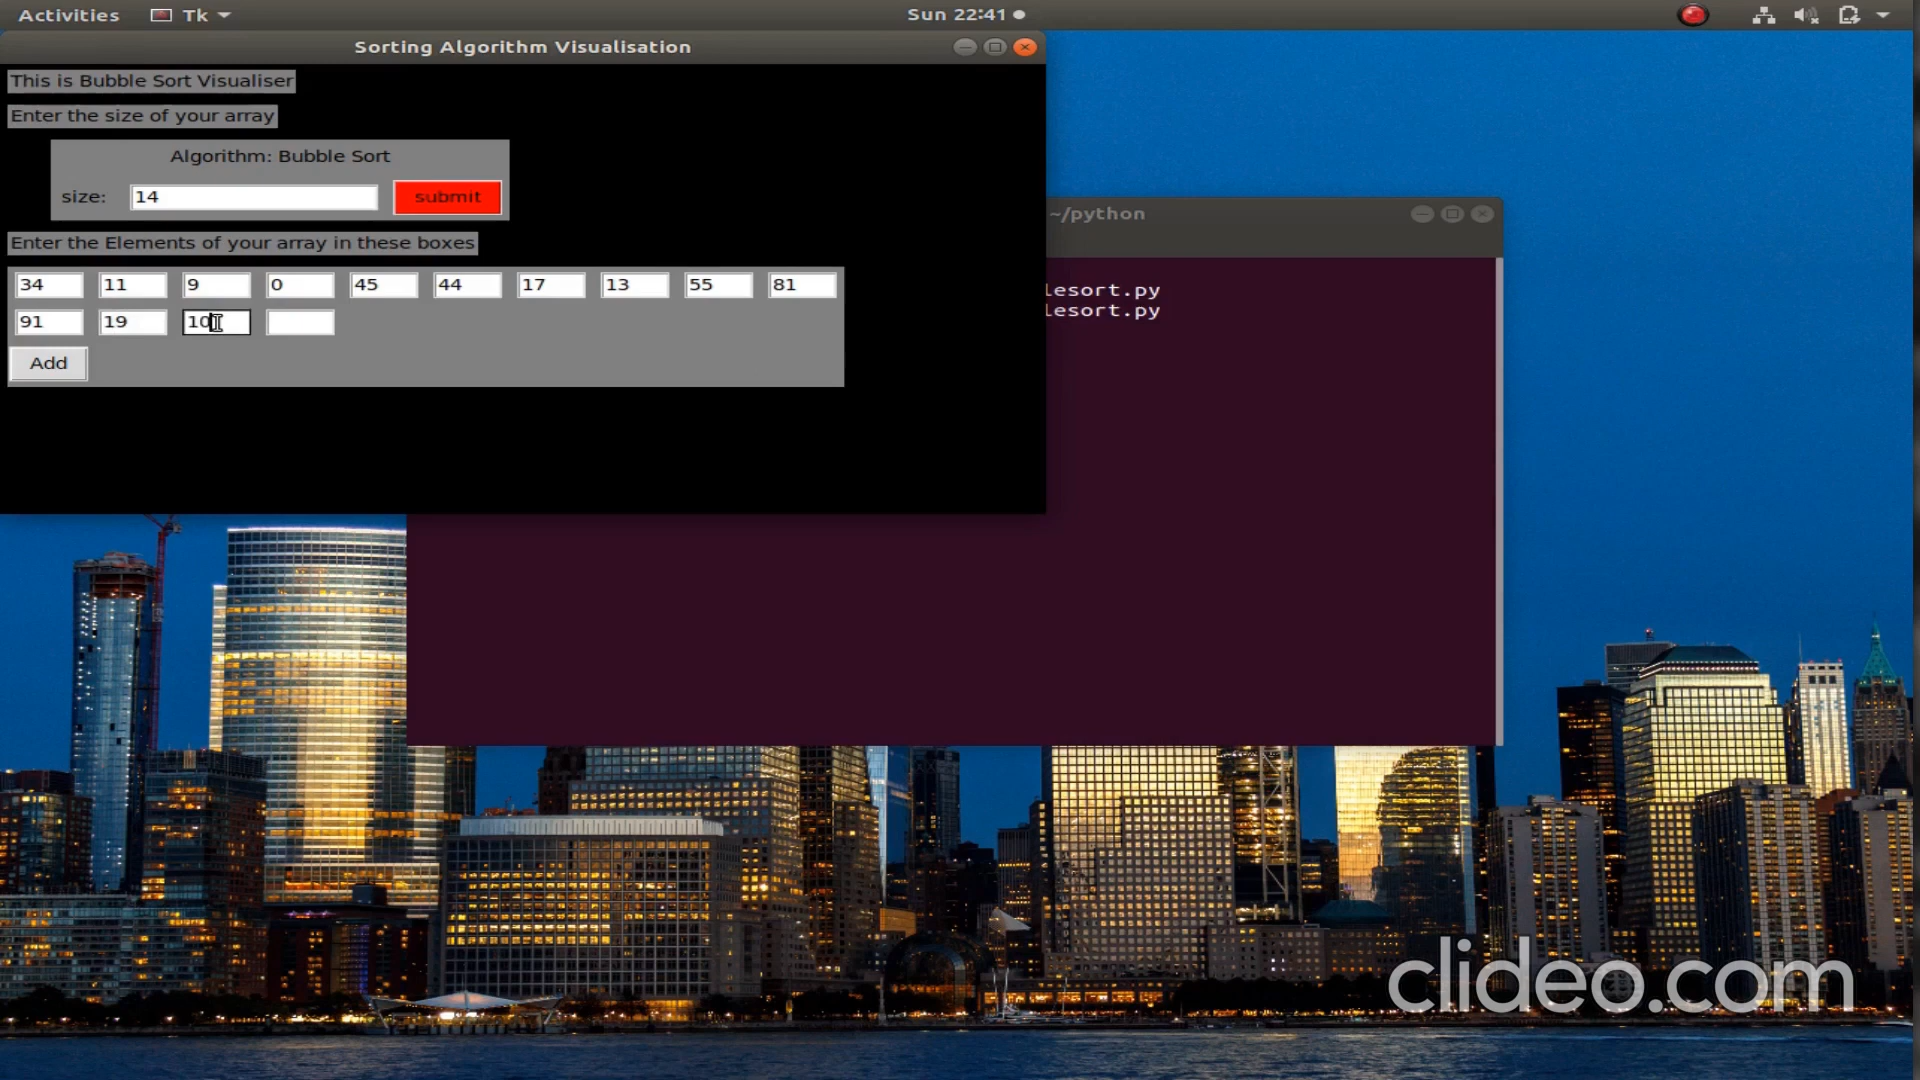 Activities Tk Sun 22:41
Sorting Algorithm Visualisation
This is Bubble Sort Visualiser
Enter the size of your array
Algorithm: Bubble Sort
size: 14 submit
~/python
Enter the Elements of your array in these boxes
34 11 9 0 45 44 17 13 55 81
lesort.py
lesort.py
91 19 10
Add
clideo.com